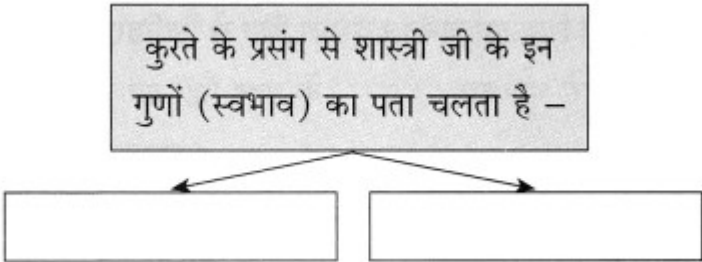 कुरते के प्रसंग से शास्त्री जी के इन
गुणों (स्वभाव) का पता चलता है –